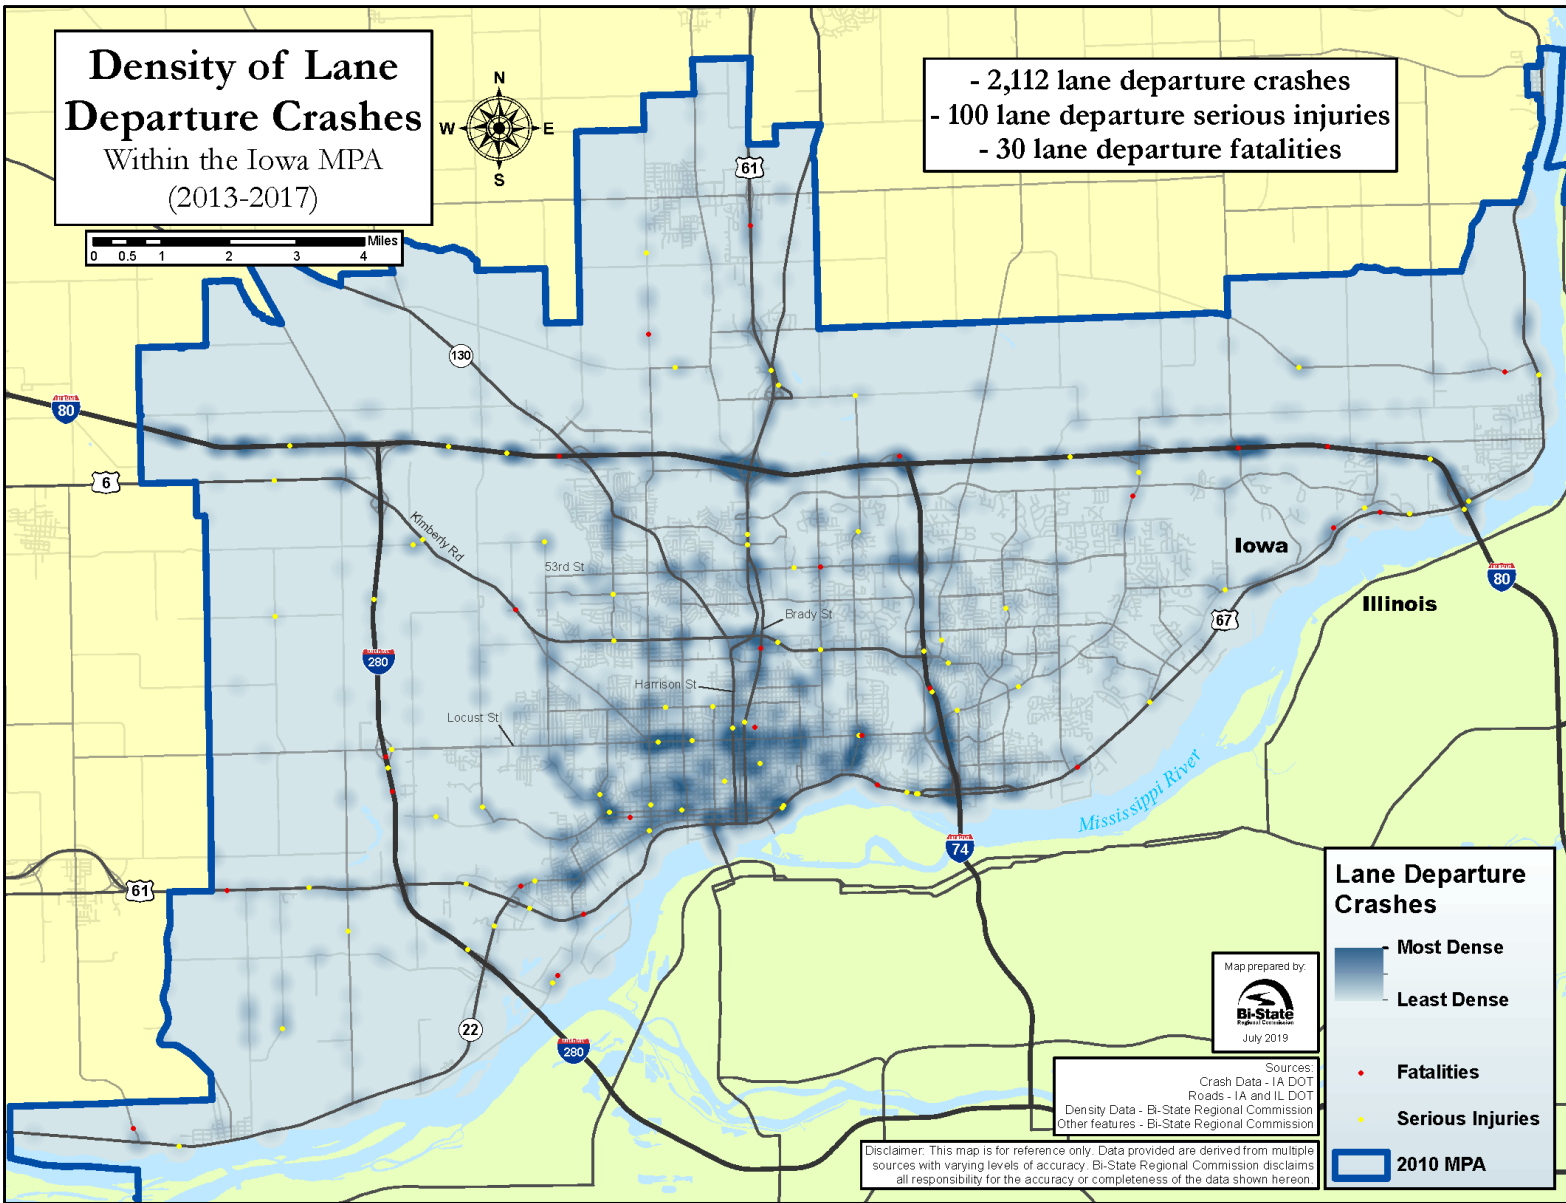 Density of Lane
Departure Crashes
Within the Iowa MPA
(2013-2017)
N
W E
S
Miles
0 0.5 1 2 3 4
- 2,112 lane departure crashes
- 100 lane departure serious injuries
- 30 lane departure fatalities
61
130
80
6
Kimberly Rd
53rd St
Iowa
80
Illinois
Brady St
67
280
Harrison St
Locust St
Mississippi River
74
61
22
280
Lane Departure
Crashes
Most Dense
Least Dense
Fatalities
Serious Injuries
2010 MPA
Map prepared by:
Bi-State
Regional Commission
July 2019
Sources:
Crash Data - IA DOT
Roads - IA and IL DOT
Density Data - Bi-State Regional Commission
Other features - Bi-State Regional Commission
Disclaimer: This map is for reference only. Data provided are derived from multiple
sources with varying levels of accuracy. Bi-State Regional Commission disclaims
all responsibility for the accuracy or completeness of the data shown hereon.